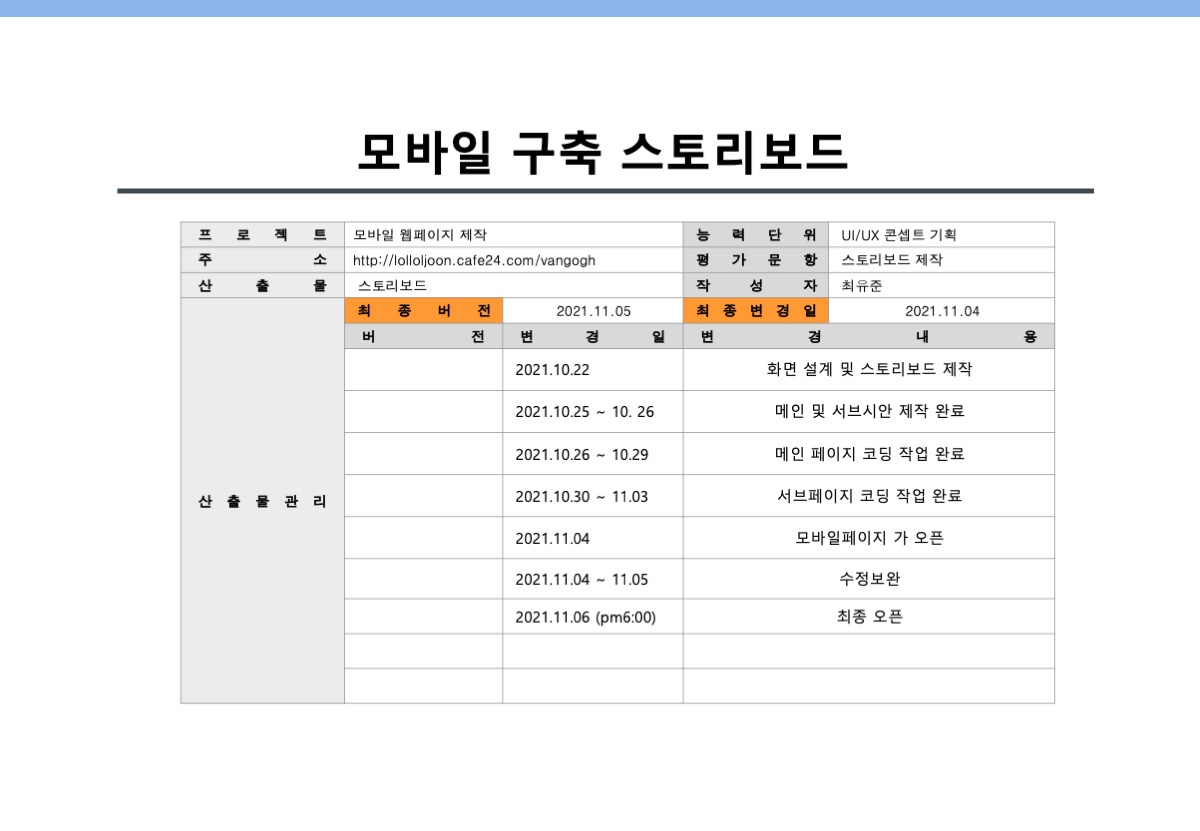 모바일 구축 스토리보드
프로젝트 모바일 웹페이지 제작 능력단위 UI/UX 콘셉트 기획
주소 http://lolloljoon.cafe24.com/vangogh 평가문항 스토리보드 제작
산출물 스토리보드 작성자 최유준
최종버전 2021.11.05 최종변경일 2021.11.04
버전 변경일 변경내용
2021.10.22 화면 설계 및 스토리보드 제작
2021.10.25 ~ 10. 26 메인 및 서브시안 제작 완료
2021.10.26 ~ 10.29 메인 페이지 코딩 작업 완료
산출물관리 2021.10.30 ~ 11.03 서브페이지 코딩 작업 완료
2021.11.04 모바일페이지 가 오픈
2021.11.04 ~ 11.05 수정보완
2021.11.06 (pm6:00) 최종 오픈